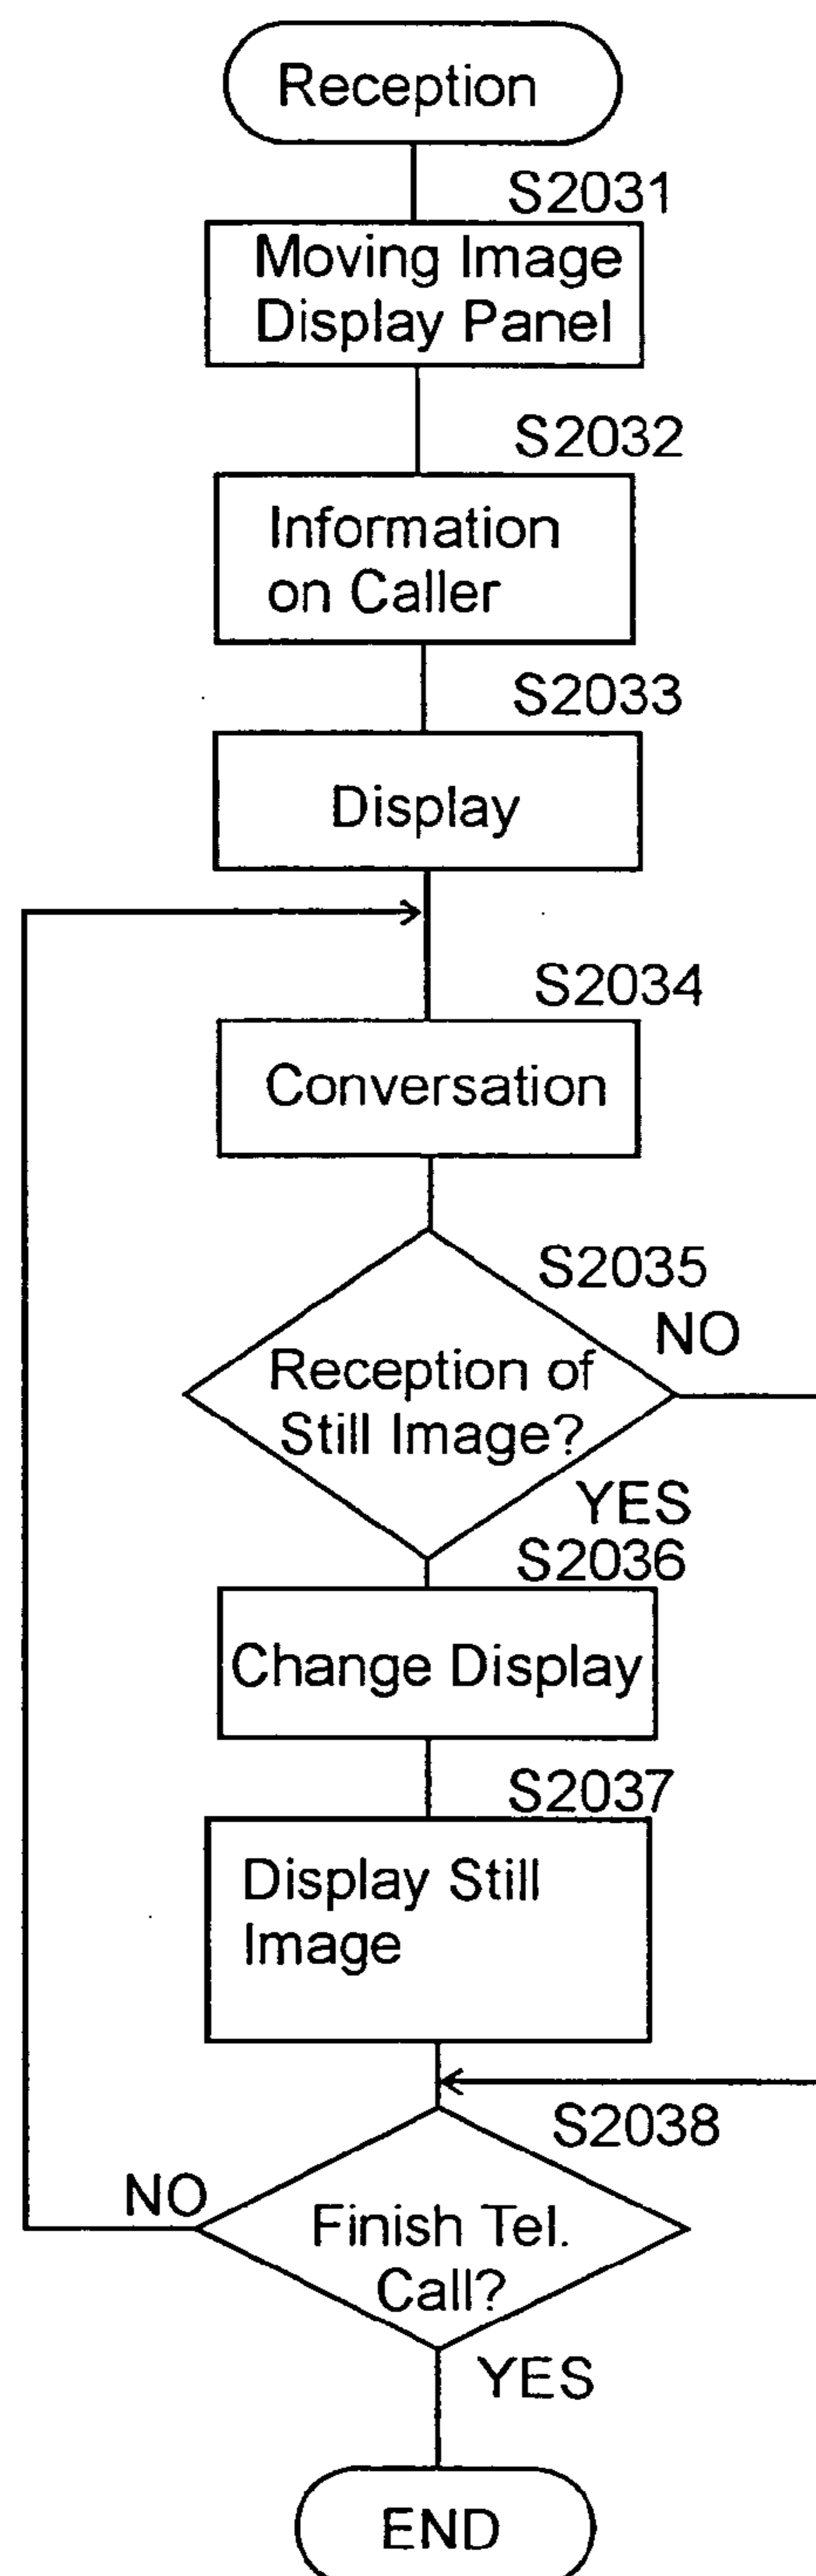 Reception
S2031
Moving Image
Display Panel
S2032
Information
on Caller
S2033
Display
S2034
Conversation
S2035
NO
Reception of
Still Image?
YES
S2036
Change Display
S2037
Display Still
Image
S2038
NO
Finish Tel.
Call?
YES
END